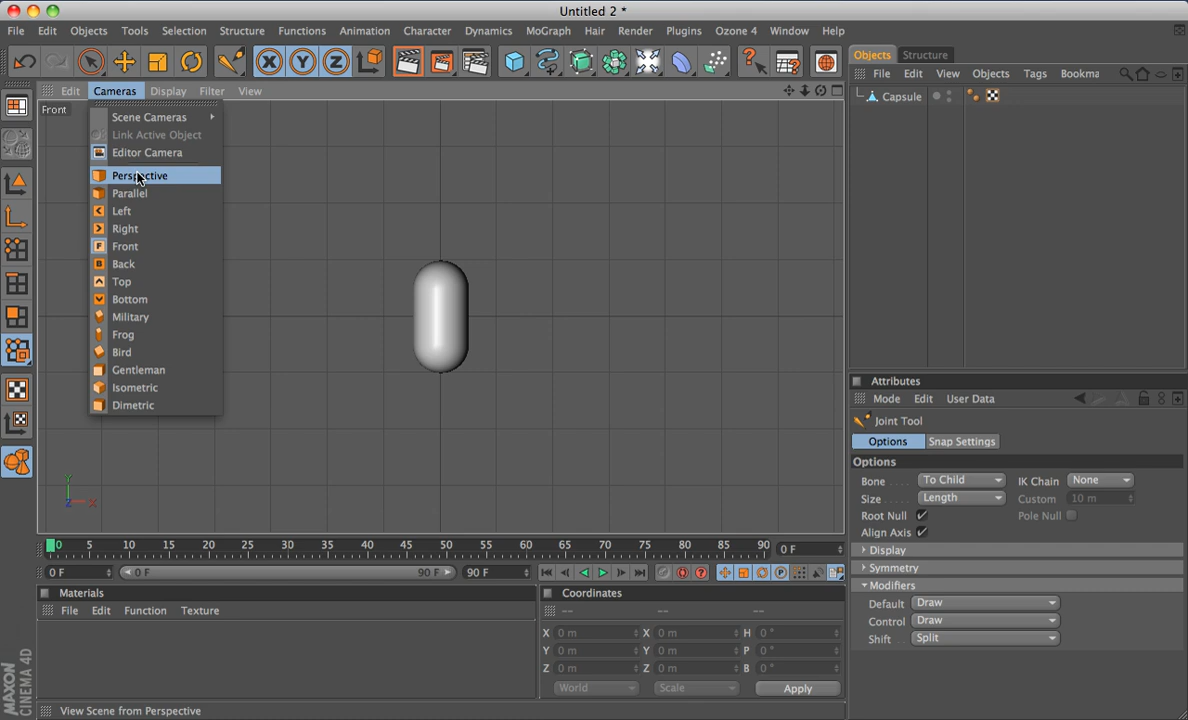 Untitled 2 *
File Edit Objects Tools Selection Structure Functions Animation Character Dynamics MoGraph Hair Render Plugins Ozone 4 Window Help
X Y Z
Objects Structure
File Edit View Objects Tags Bookma
Capsule
Edit Cameras Display Filter View
Front
Scene Cameras
Link Active Object
Editor Camera
Perspective
Parallel
Left
Right
F Front
B Back
Top
Bottom
Military
Frog
Bird
Gentleman
Isometric
Dimetric
Y
Z X
Attributes
Mode Edit User Data
Joint Tool
Options Snap Settings
Options
Bone To Child IK Chain None
Size Length Custom 10 m
Root Null Pole Null
Align Axis
Display
Symmetry
Modifiers
Default Draw
Control Draw
Shift Split
0 5 10 15 20 25 30 35 40 45 50 55 60 65 70 75 80 85 90 0 F
0 F 0 F 90 F 90 F P
Materials
File Edit Function Texture
Coordinates
-- -- --
X 0 m X 0 m H 0 °
Y 0 m Y 0 m P 0 °
Z 0 m Z 0 m B 0 °
World Scale Apply
MAXON
CINEMA 4D
View Scene from Perspective